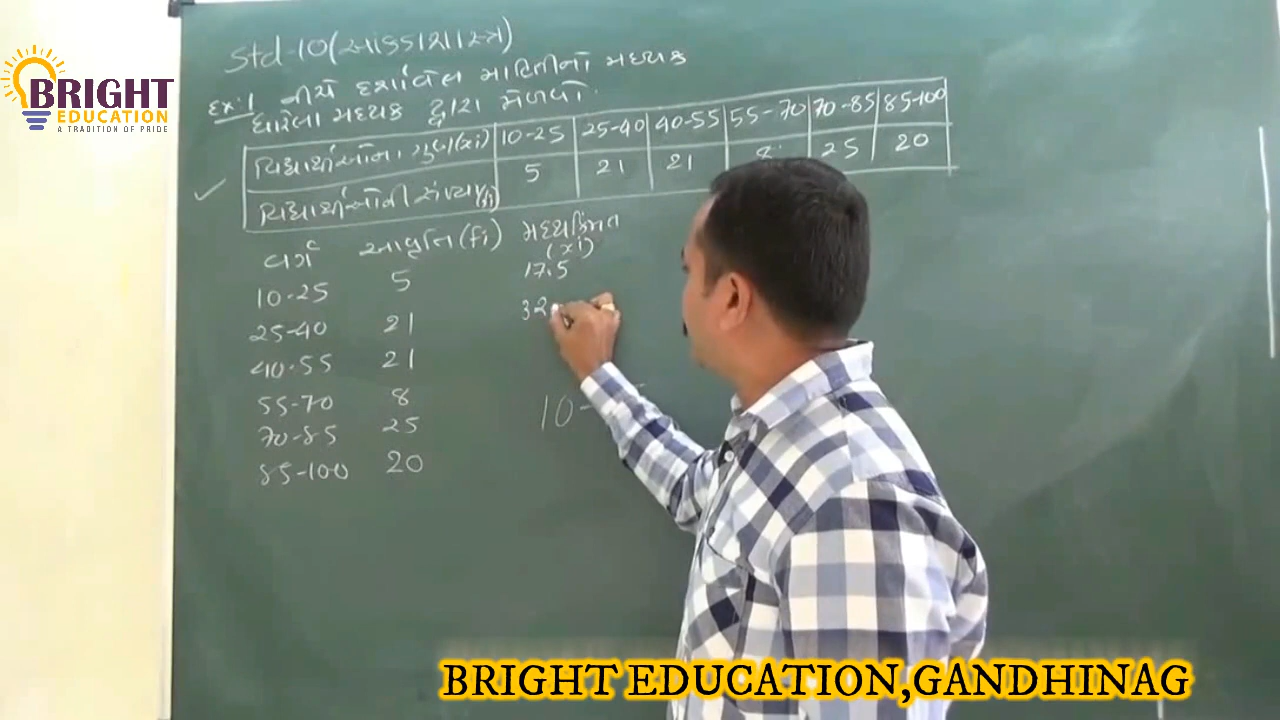 BRIGHT
EDUCATION
A TRADITION OF PRIDE
Std-10(આંકડાશાસ્ત્ર)
Ex:1 નીચે દર્શાવેલ માહિતીનો મધ્યક
ધારેલા મધ્યક દ્વારા મેળવો.
વિદ્યાર્થીઓના ગુણ(xi) 10-25 25-40 40-55 55-70 70-85 85-100
વિદ્યાર્થીઓની સંખ્યા(fi) 5 21 21 8 25 20
વર્ગ આવૃત્તિ(fi) મધ્યકિંમત
(xi)
10-25 5 17.5
25-40 21 32
40-55 21
55-70 8 10-
70-85 25
85-100 20
BRIGHT EDUCATION,GANDHINAG